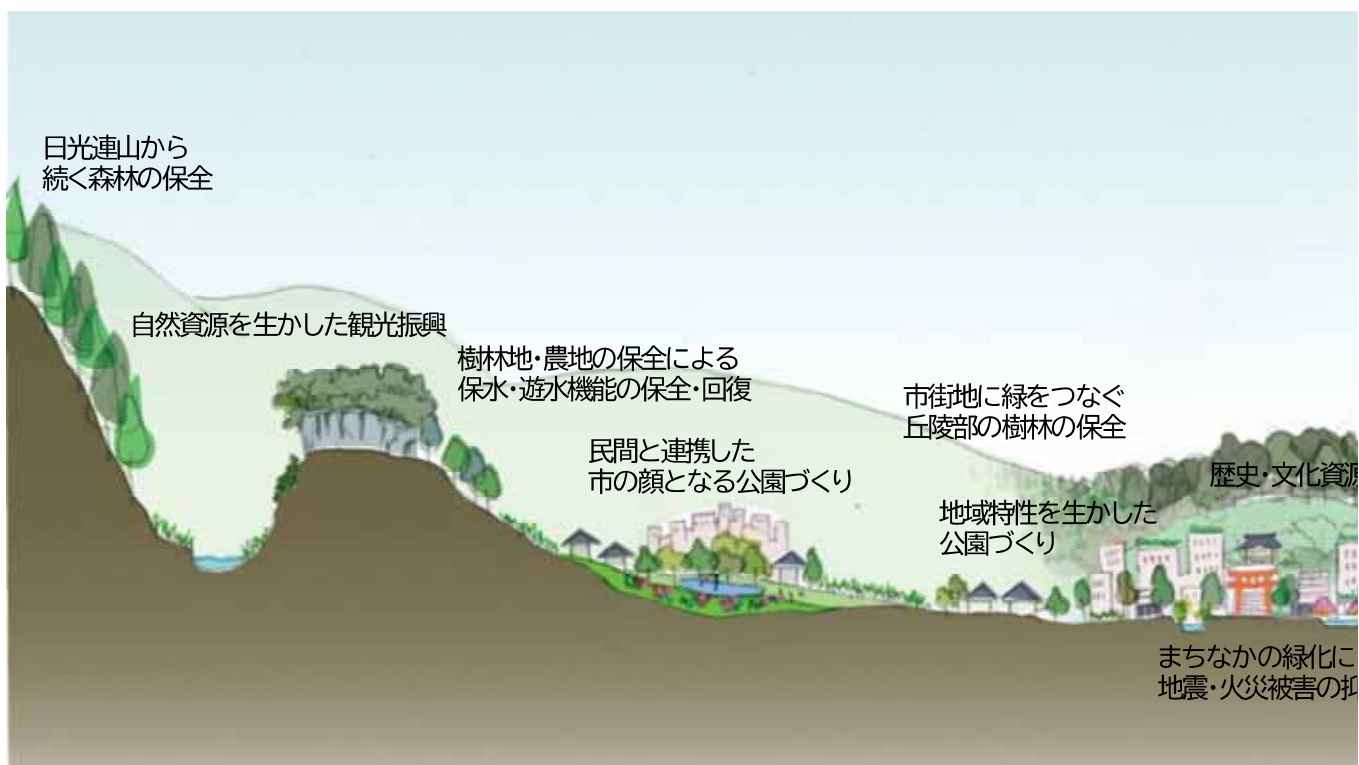 日光連山から
続く森林の保全
自然資源を生かした観光振興
樹林地・農地の保全による
保水・遊水機能の保全・回復
民間と連携した
市の顔となる公園づくり
市街地に緑をつなぐ
丘陵部の樹林の保全
地域特性を生かした
公園づくり
歴史・文化資源
まちなかの緑化に
地震・火災被害の抑